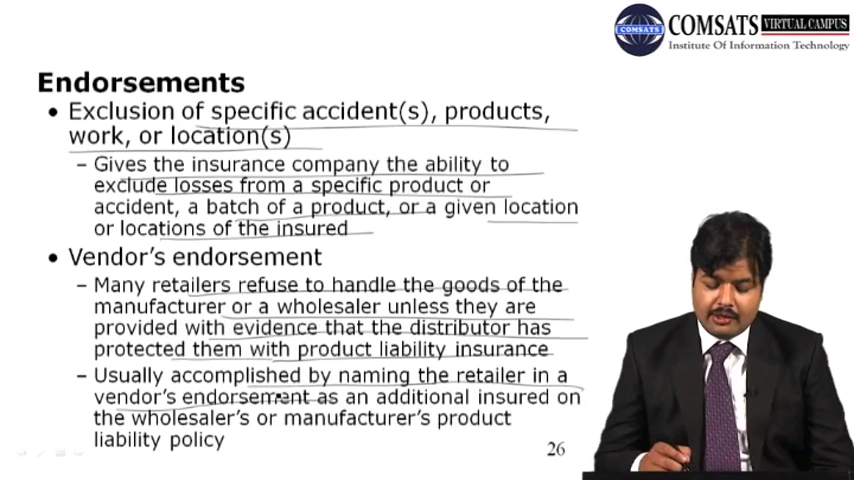 COMSATS
COMSATS VIRTUAL CAMPUS
Institute Of Information Technology
Endorsements
• Exclusion of specific accident(s), products,
work, or location(s)
– Gives the insurance company the ability to
exclude losses from a specific product or
accident, a batch of a product, or a given location
or locations of the insured
• Vendor's endorsement
– Many retailers refuse to handle the goods of the
manufacturer or a wholesaler unless they are
provided with evidence that the distributor has
protected them with product liability insurance
– Usually accomplished by naming the retailer in a
vendor's endorsement as an additional insured on
the wholesaler's or manufacturer's product
liability policy
26